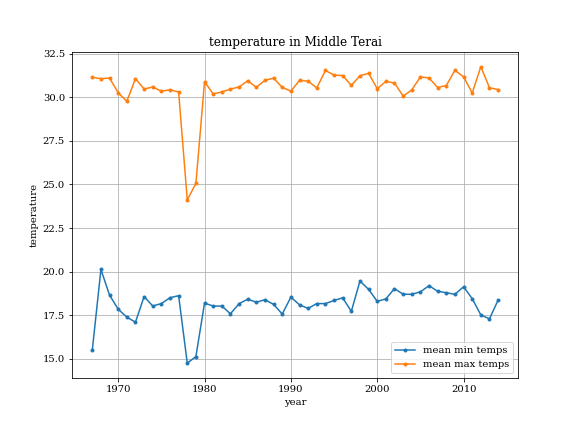 temperature in Middle Terai
32.5
30.0
27.5
25.0
22.5
20.0
17.5
15.0
temperature
1970
1980
1990
2000
2010
year
mean min temps
mean max temps